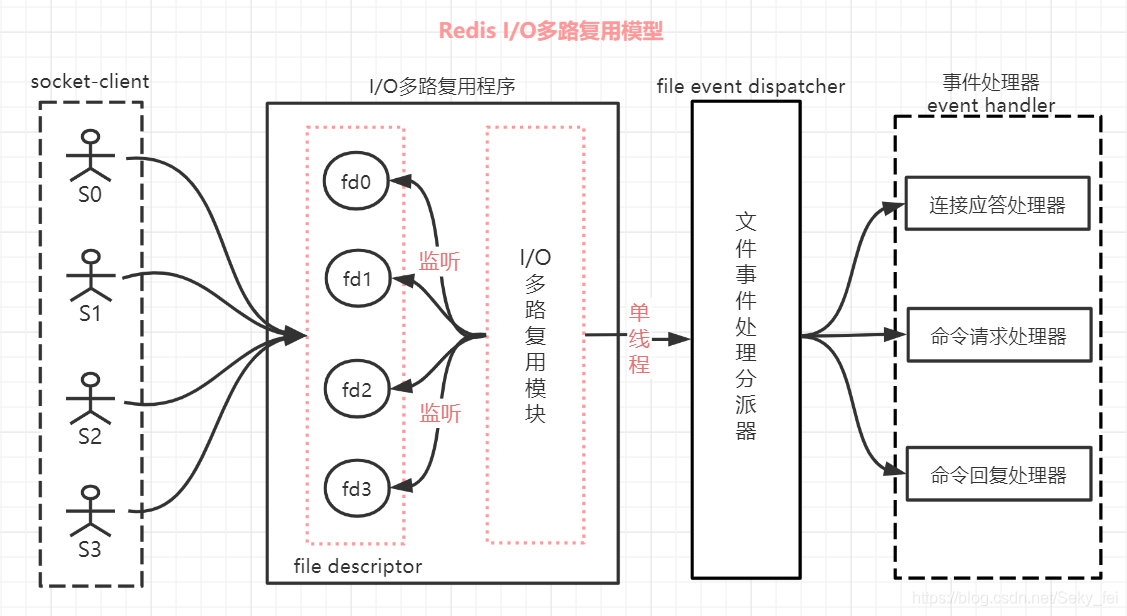 Redis I/O多路复用模型
socket-client
S0
S1
S2
S3
I/O多路复用程序
fd0
fd1
fd2
fd3
file descriptor
监听
监听
I/O多路复用模块
单线程
file event dispatcher
文件事件处理分派器
事件处理器
event handler
连接应答处理器
命令请求处理器
命令回复处理器
https://blog.csdn.net/Seky_fei